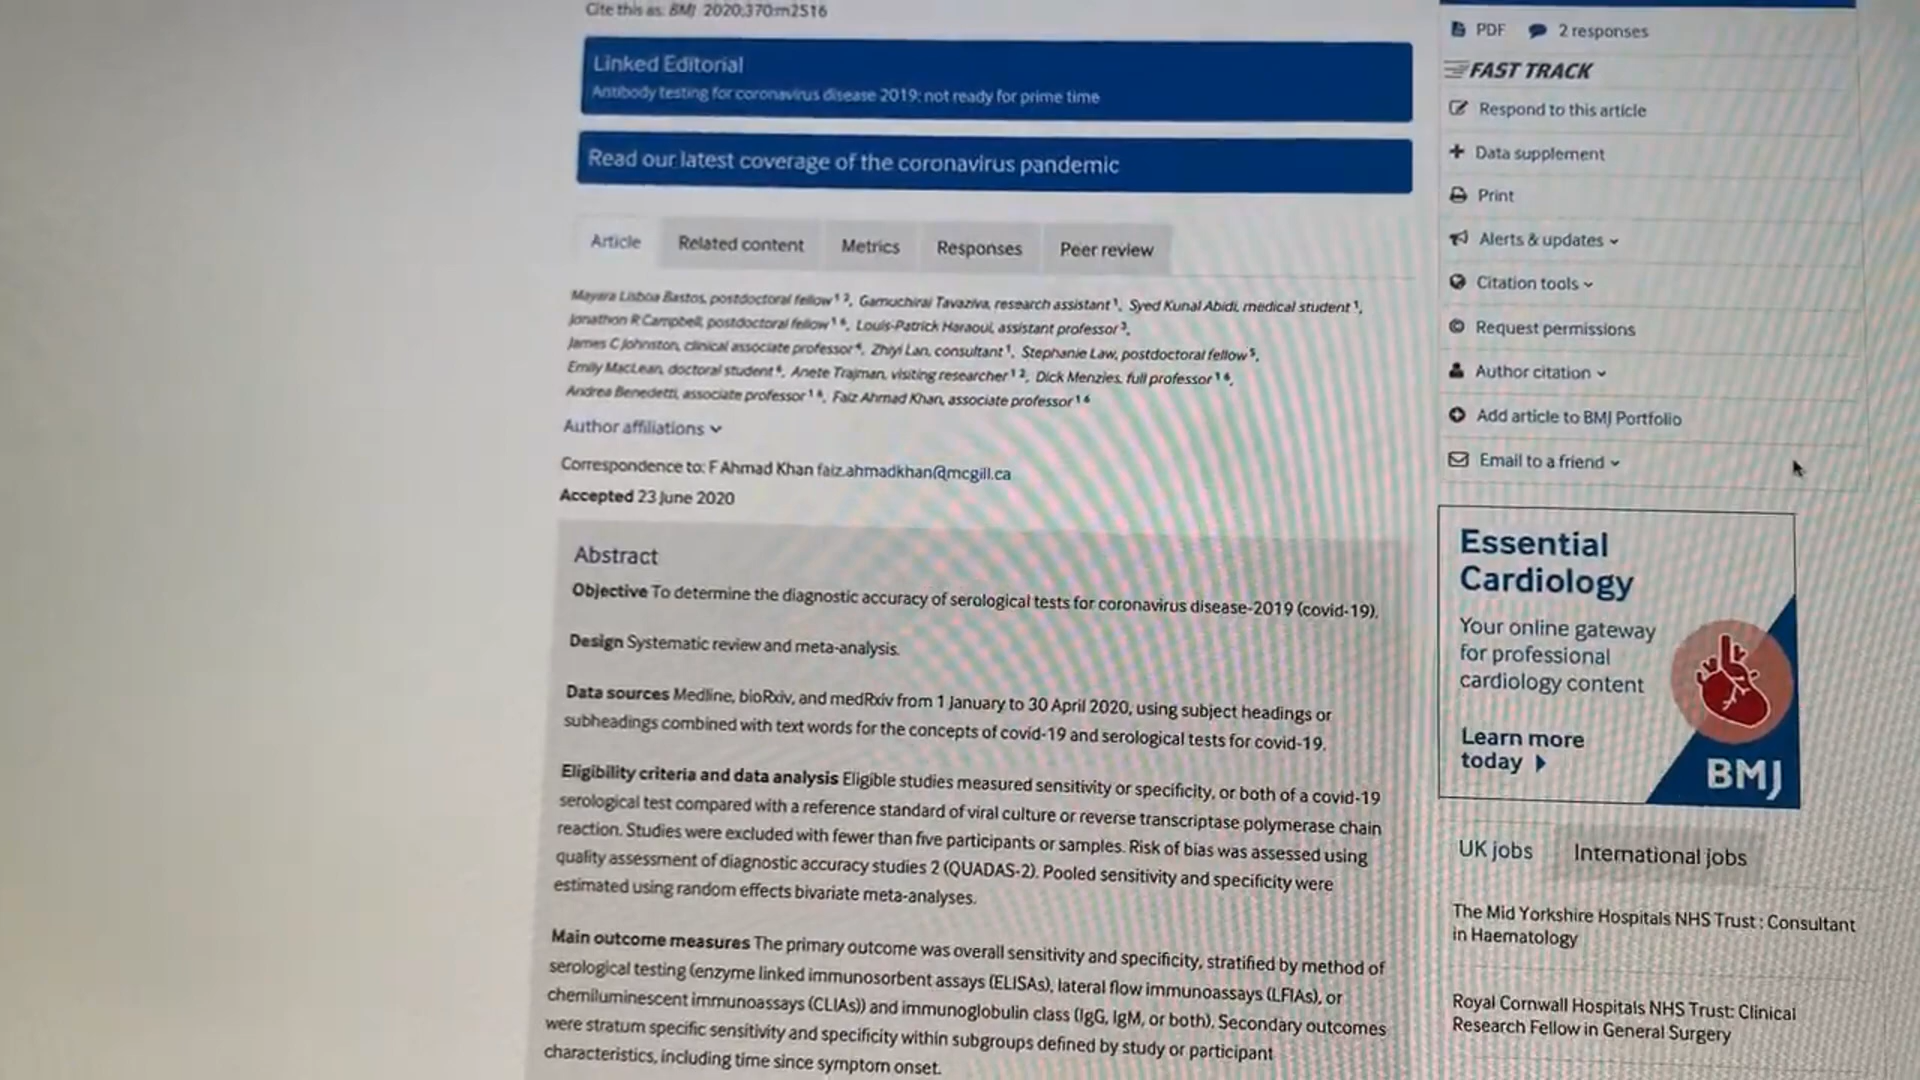 Cite this as: BMJ 2020;370:m2516
Linked Editorial
Antibody testing for coronavirus disease 2019: not ready for prime time
Read our latest coverage of the coronavirus pandemic
Article Related content Metrics Responses Peer review
Mayara Lisboa Bastos, postdoctoral fellow 1 2, Gamuchirai Tavaziva, research assistant 1, Syed Kunal Abidi, medical student 1,
Jonathon R Campbell, postdoctoral fellow 1 6, Louis-Patrick Haraoui, assistant professor 3,
James C Johnston, clinical associate professor 4, Zhiyi Lan, consultant 1, Stephanie Law, postdoctoral fellow 5,
Emily MacLean, doctoral student 6, Anete Trajman, visiting researcher 1 2, Dick Menzies, full professor 1 6,
Andrea Benedetti, associate professor 1 6, Faiz Ahmad Khan, associate professor 1 6
Author affiliations
Correspondence to: F Ahmad Khan faiz.ahmadkhan@mcgill.ca
Accepted 23 June 2020
Abstract
Objective To determine the diagnostic accuracy of serological tests for coronavirus disease-2019 (covid-19).
Design Systematic review and meta-analysis.
Data sources Medline, bioRxiv, and medRxiv from 1 January to 30 April 2020, using subject headings or
subheadings combined with text words for the concepts of covid-19 and serological tests for covid-19.
Eligibility criteria and data analysis Eligible studies measured sensitivity or specificity, or both of a covid-19
serological test compared with a reference standard of viral culture or reverse transcriptase polymerase chain
reaction. Studies were excluded with fewer than five participants or samples. Risk of bias was assessed using
quality assessment of diagnostic accuracy studies 2 (QUADAS-2). Pooled sensitivity and specificity were
estimated using random effects bivariate meta-analyses.
Main outcome measures The primary outcome was overall sensitivity and specificity, stratified by method of
serological testing (enzyme linked immunosorbent assays (ELISAs), lateral flow immunoassays (LFIAs), or
chemiluminescent immunoassays (CLIAs)) and immunoglobulin class (IgG, IgM, or both). Secondary outcomes
were stratum specific sensitivity and specificity within subgroups defined by study or participant
characteristics, including time since symptom onset.
PDF 2 responses
FAST TRACK
Respond to this article
Data supplement
Print
Alerts & updates
Citation tools
Request permissions
Author citation
Add article to BMJ Portfolio
Email to a friend
Essential
Cardiology
Your online gateway
for professional
cardiology content
Learn more
today
BMJ
UK jobs International jobs
The Mid Yorkshire Hospitals NHS Trust : Consultant
in Haematology
Royal Cornwall Hospitals NHS Trust: Clinical
Research Fellow in General Surgery